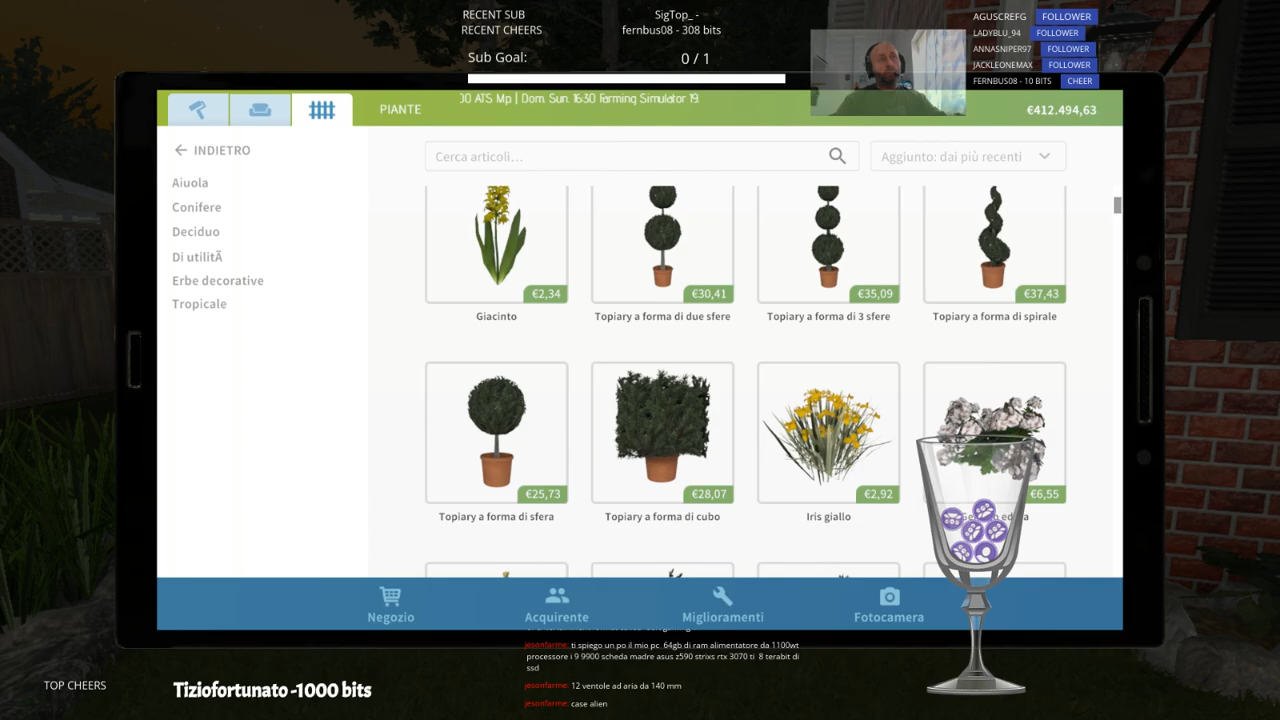 RECENT SUB
SigTop_ -
RECENT CHEERS
fernbus08 - 308 bits
Sub Goal:
0 / 1
AGUSCREFG FOLLOWER
LADYBLU_94 FOLLOWER
ANNASNIPER97 FOLLOWER
JACKLEONEMAX FOLLOWER
FERNBUS08 - 10 BITS CHEER
PIANTE
00 ATS Mp | Dom. Sun. 16:30 Farming Simulator 19.
€412.494,63
INDIETRO
Cerca articoli...
Aggiunto: dai più recenti
Aiuola
Conifere
Deciduo
Di utilitÃ
Erbe decorative
Tropicale
€2,34
€30,41
€35,09
€37,43
Giacinto
Topiary a forma di due sfere
Topiary a forma di 3 sfere
Topiary a forma di spirale
€25,73
€28,07
€2,92
€6,55
Topiary a forma di sfera
Topiary a forma di cubo
Iris giallo
Negozio
Acquirente
Miglioramenti
Fotocamera
jesonfarme: ti spiego un po il mio pc 64gb di ram alimentatore da 1100wt
processore i 9 9900 scheda madre asus z590 strixs rtx 3070 ti 8 terabit di
ssd
jesonfarme: 12 ventole ad aria da 140 mm
jesonfarme: case alien
TOP CHEERS
Tiziofortunato -1000 bits